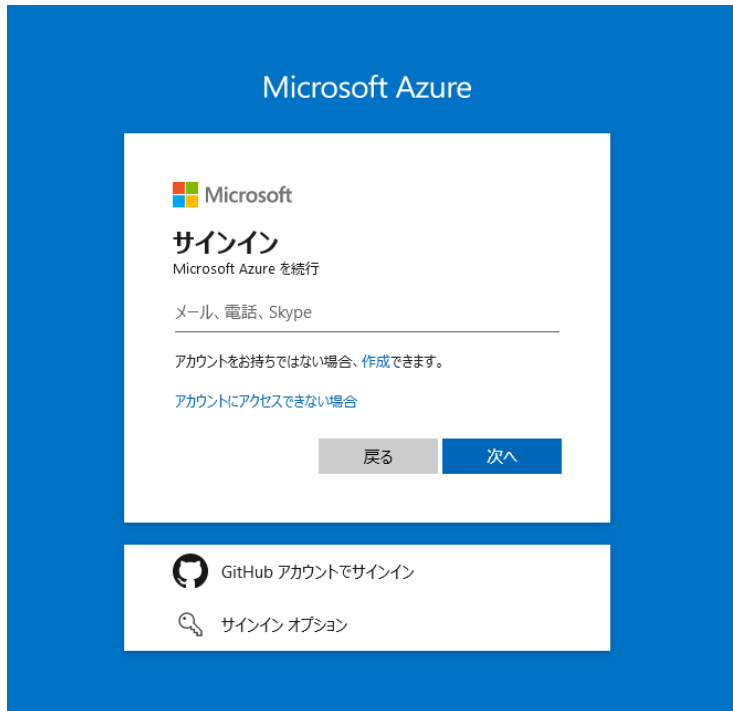 Microsoft Azure
Microsoft
サインイン
Microsoft Azure を続行
メール、電話、Skype
アカウントをお持ちではない場合、作成できます。
アカウントにアクセスできない場合
戻る
次へ
GitHub アカウントでサインイン
サインイン オプション